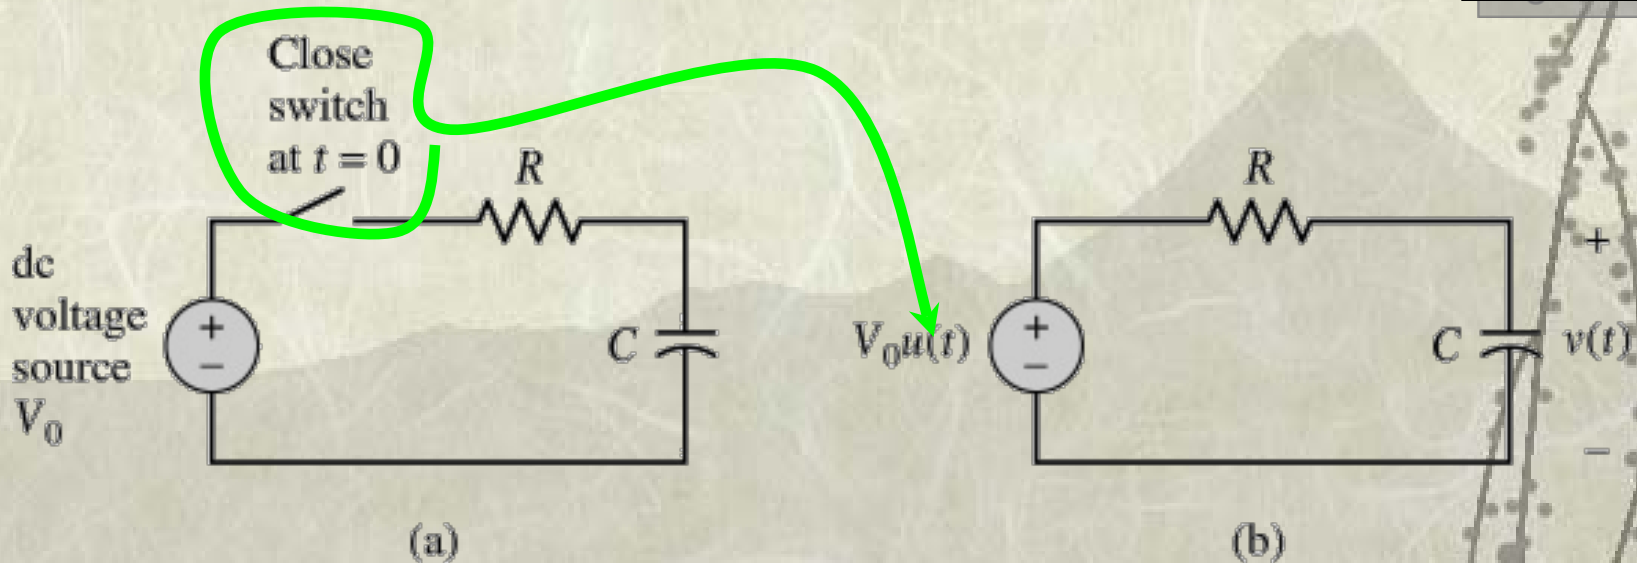 Close
switch
at t = 0
R
dc
voltage
source
V₀
+
−
C
(a)
R
V₀u(t)
+
−
C
+
v(t)
−
(b)